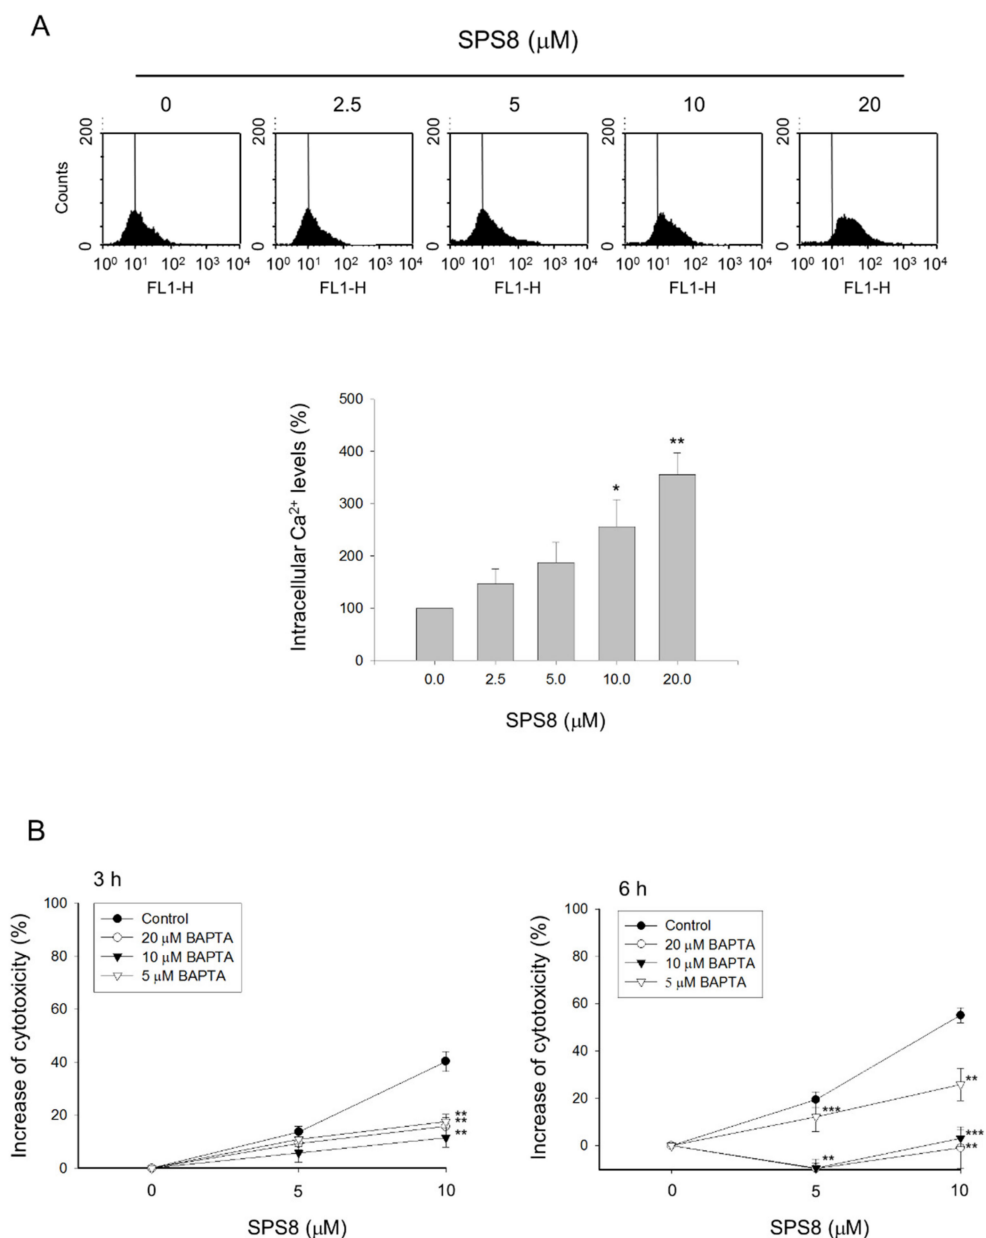 A
SPS8 (μM)
0 2.5 5 10 20
200 200 200 200 200
Counts
0 0 0 0 0
10⁰ 10¹ 10² 10³ 10⁴ 10⁰ 10¹ 10² 10³ 10⁴ 10⁰ 10¹ 10² 10³ 10⁴ 10⁰ 10¹ 10² 10³ 10⁴ 10⁰ 10¹ 10² 10³ 10⁴
FL1-H FL1-H FL1-H FL1-H FL1-H
Intracellular Ca²⁺ levels (%)
500
400
300
200
100
0
*
**
0.0 2.5 5.0 10.0 20.0
SPS8 (μM)
B
3 h
Increase of cytotoxicity (%)
100
80
60
40
20
0
Control
20 μM BAPTA
10 μM BAPTA
5 μM BAPTA
**
**
**
0 5 10
SPS8 (μM)
6 h
Increase of cytotoxicity (%)
100
80
60
40
20
0
Control
20 μM BAPTA
10 μM BAPTA
5 μM BAPTA
**
***
***
**
**
0 5 10
SPS8 (μM)